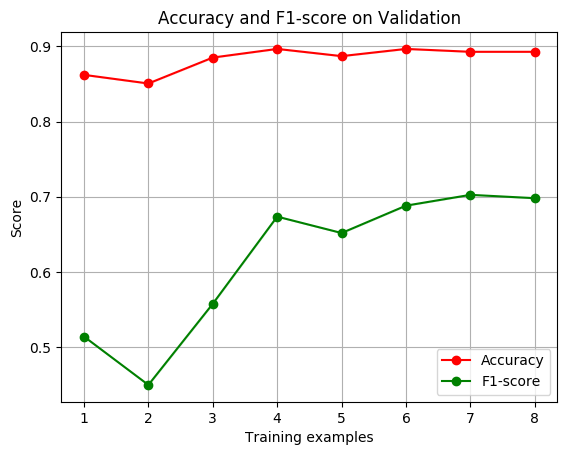 Accuracy and F1-score on Validation
0.9
0.8
0.7
0.6
0.5
Score
Accuracy
F1-score
1 2 3 4 5 6 7 8
Training examples